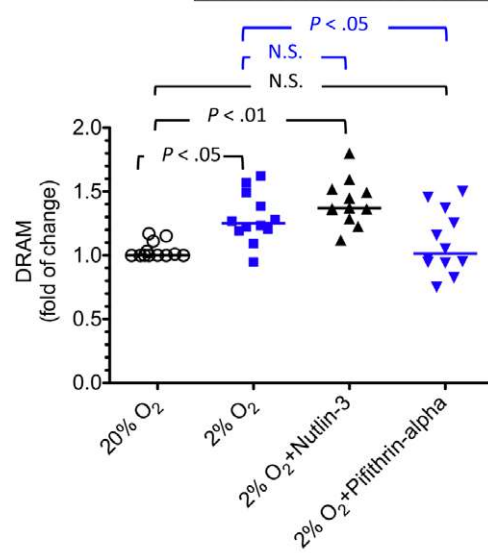 P < .05
N.S.
N.S.
P < .01
P < .05
DRAM
(fold of change)
2.0
1.5
1.0
0.5
0.0
20% O₂
2% O₂
2% O₂+Nutlin-3
2% O₂+Pifithrin-alpha